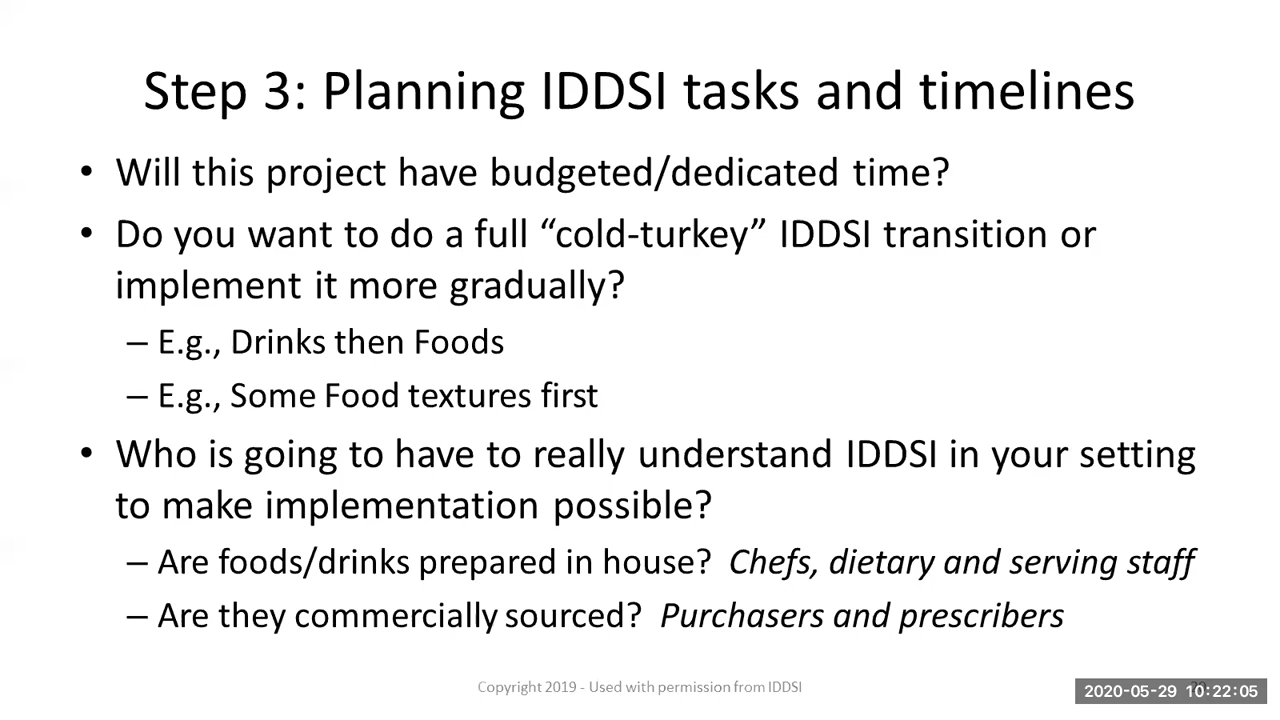 Step 3: Planning IDDSI tasks and timelines
• Will this project have budgeted/dedicated time?
• Do you want to do a full “cold-turkey” IDDSI transition or
implement it more gradually?
– E.g., Drinks then Foods
– E.g., Some Food textures first
• Who is going to have to really understand IDDSI in your setting
to make implementation possible?
– Are foods/drinks prepared in house? Chefs, dietary and serving staff
– Are they commercially sourced? Purchasers and prescribers
Copyright 2019 - Used with permission from IDDSI
2020-05-29 10:22:05